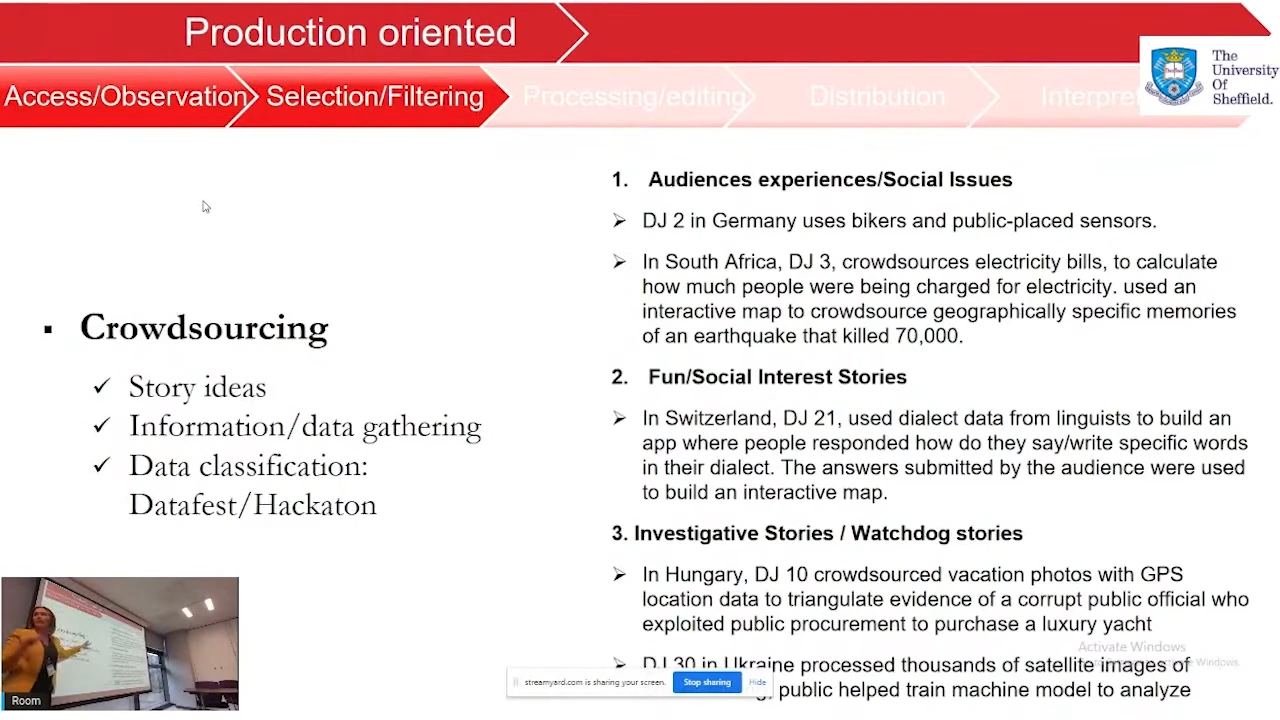 Production oriented
Access/Observation
Selection/Filtering
Processing/editing
Distribution
The
University
Of
Sheffield.
1. Audiences experiences/Social Issues
DJ 2 in Germany uses bikers and public-placed sensors.
In South Africa, DJ 3, crowdsources electricity bills, to calculate
how much people were being charged for electricity. used an
interactive map to crowdsource geographically specific memories
of an earthquake that killed 70,000.
2. Fun/Social Interest Stories
In Switzerland, DJ 21, used dialect data from linguists to build an
app where people responded how do they say/write specific words
in their dialect. The answers submitted by the audience were used
to build an interactive map.
3. Investigative Stories / Watchdog stories
In Hungary, DJ 10 crowdsourced vacation photos with GPS
location data to triangulate evidence of a corrupt public official who
exploited public procurement to purchase a luxury yacht
DJ 30 in Ukraine processed thousands of satellite images of
public helped train machine model to analyze
▪ Crowdsourcing
✓ Story ideas
✓ Information/data gathering
✓ Data classification:
Datafest/Hackaton
Activate Windows
Windows.
streamyard.com is sharing your screen.
Stop sharing
Hide
Room